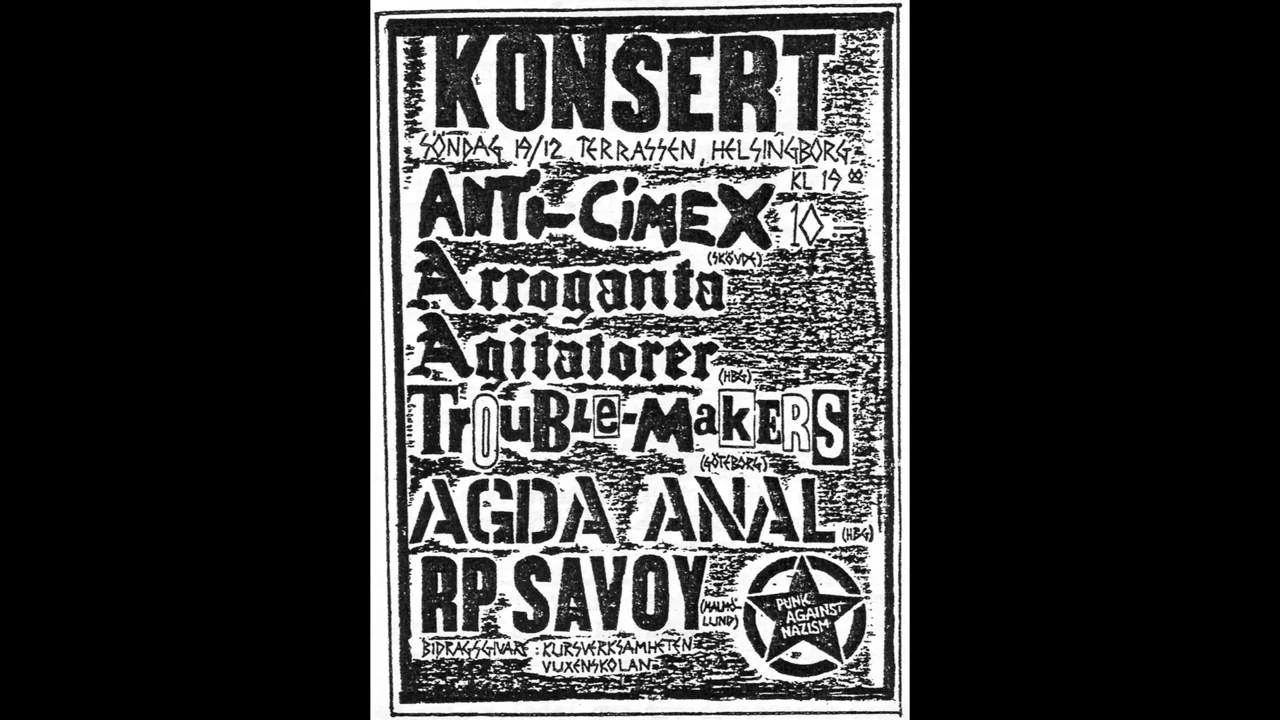 KONSERT
SÖNDAG 19/12 TERRASSEN, HELSINGBORG
KL 19 00
ANTi-CiMEX 10:-
(SKÖVDE)
Arroganta
Agitatorer
(HBG)
TrOuBLe-MakERS
(GÖTEBORG)
AGDA ANAL (HBG)
RP SAVOY (MALMÖ-
LUND)
PUNK
AGAINST
NAZISM
BIDRAGSGIVARE: KURSVERKSAMHETEN
VUXENSKOLAN